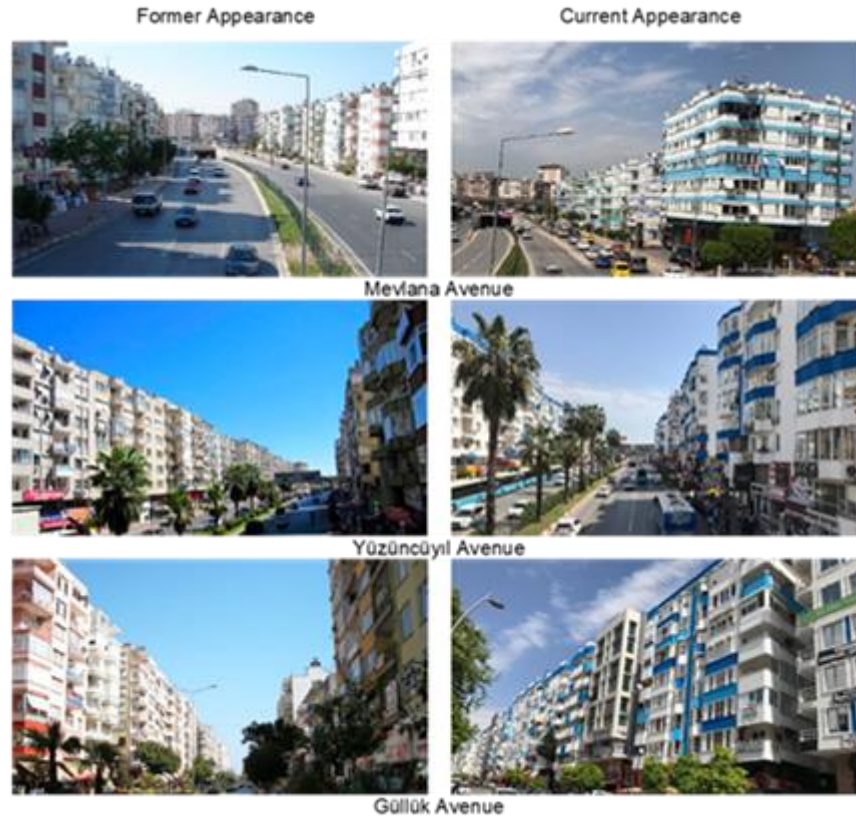 Former Appearance
Current Appearance
Mevlana Avenue
Yüzüncüyıl Avenue
Güllük Avenue